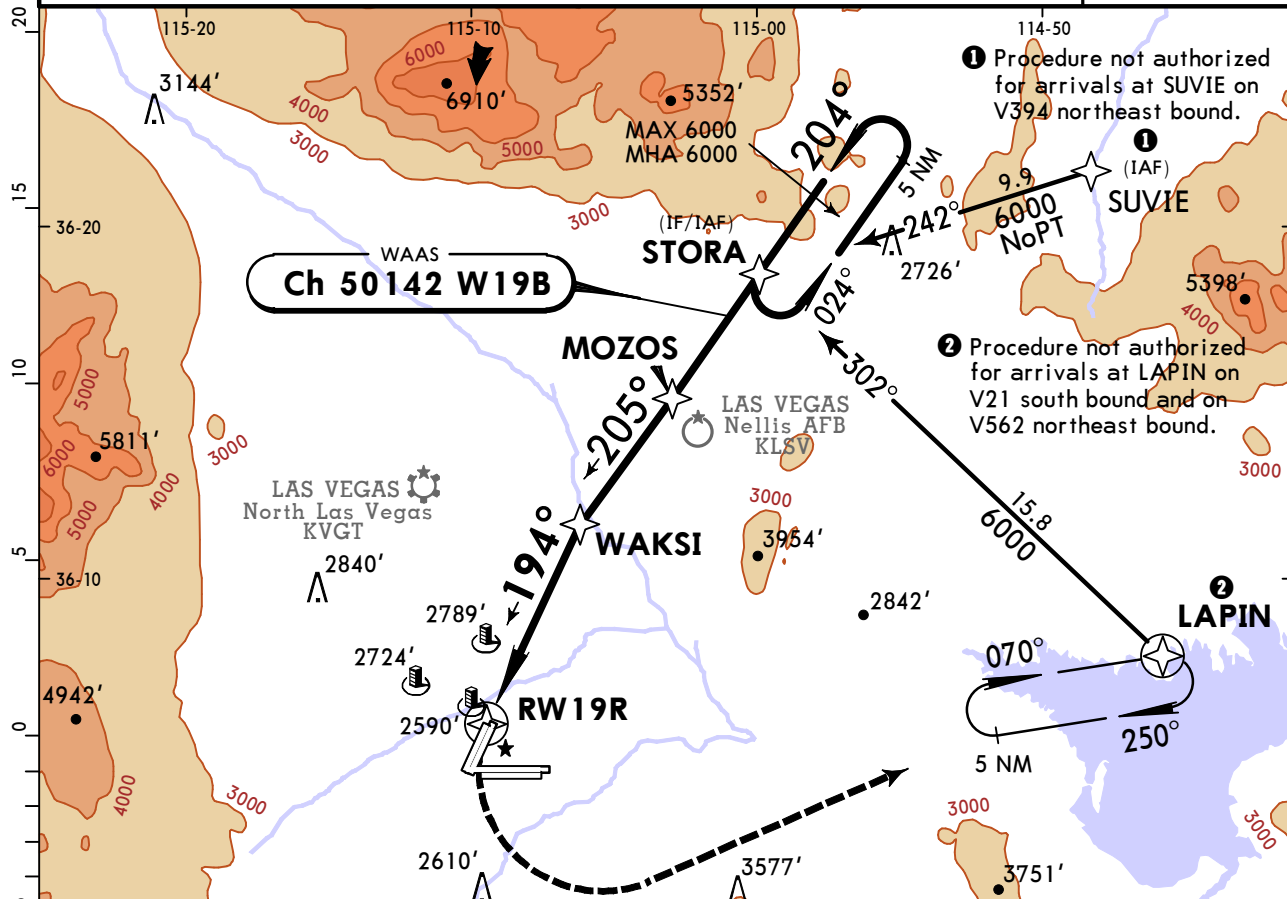 20
115-20
115-10
115-00
114-50
6000
3144'
6910'
5352'
4000
3000
5000
MAX 6000
MHA 6000
204°
5 NM
❶ Procedure not authorized
for arrivals at SUVIE on
V394 northeast bound.
❶
(IAF)
SUVIE
9.9
6000
NoPT
242°
2726'
15
36-20
3000
(IF/IAF)
STORA
WAAS
Ch 50142 W19B
024°
5398'
4000
MOZOS
302°
❷ Procedure not authorized
for arrivals at LAPIN on
V21 south bound and on
V562 northeast bound.
10
5000
205°
LAS VEGAS
Nellis AFB
KLSV
5811'
6000
3000
4000
5000
3000
LAS VEGAS
North Las Vegas
KVGT
3000
15.8
6000
194°
WAKSI
3954'
5
36-10
2840'
2842'
❷
LAPIN
2789'
2724'
070°
4942'
2590'
RW19R
250°
0
5 NM
4000
3000
3000
3000
2610'
3577'
3751'